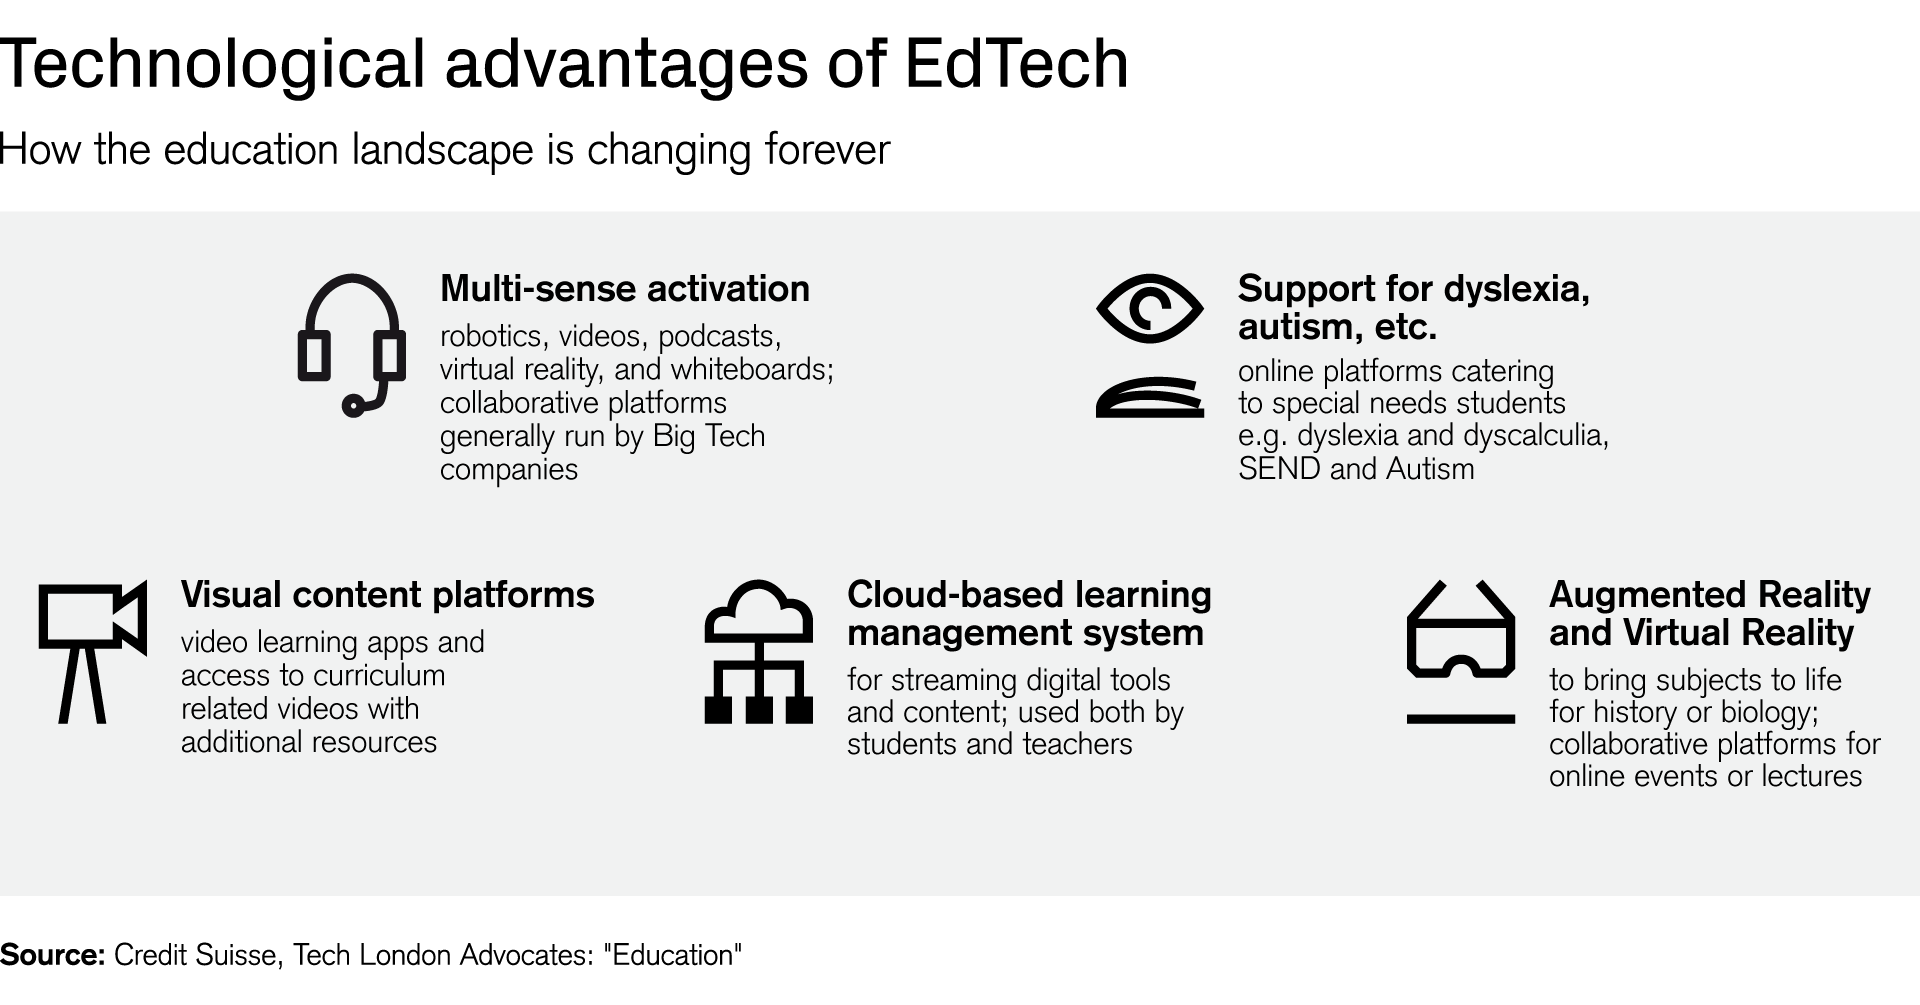 Technological advantages of EdTech
How the education landscape is changing forever
Multi-sense activation
robotics, videos, podcasts,
virtual reality, and whiteboards;
collaborative platforms
generally run by Big Tech
companies
Support for dyslexia,
autism, etc.
online platforms catering
to special needs students
e.g. dyslexia and dyscalculia,
SEND and Autism
Visual content platforms
video learning apps and
access to curriculum
related videos with
additional resources
Cloud-based learning
management system
for streaming digital tools
and content; used both by
students and teachers
Augmented Reality
and Virtual Reality
to bring subjects to life
for history or biology;
collaborative platforms for
online events or lectures
Source: Credit Suisse, Tech London Advocates: "Education"